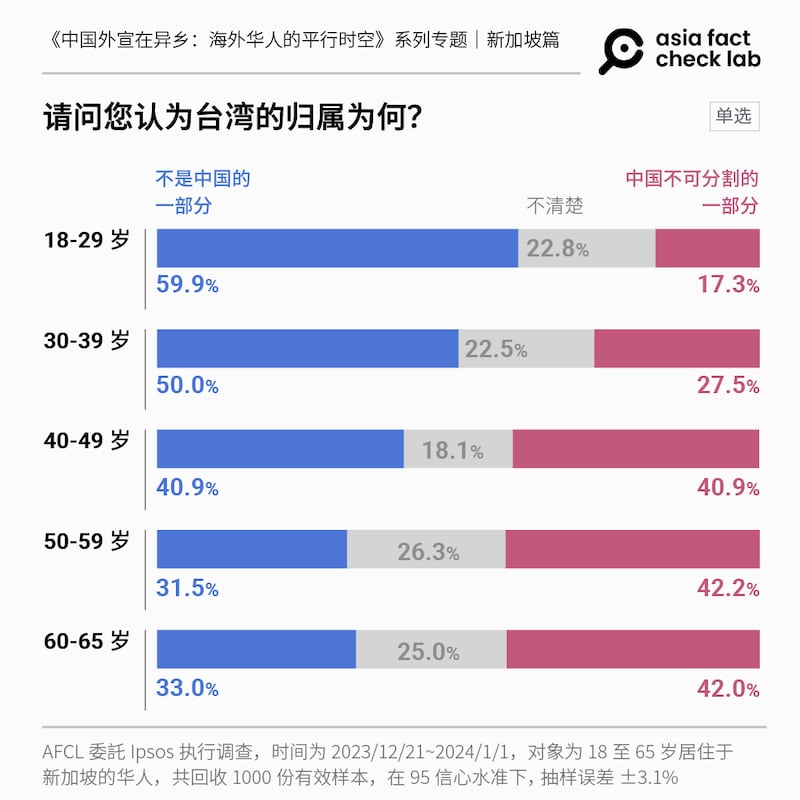 《中国外宣在异乡：海外华人的平行时空》系列专题｜新加坡篇
asia fact
check lab
请问您认为台湾的归属为何？
单选
不是中国的
一部分
不清楚
中国不可分割的
一部分
18-29 岁
22.8%
59.9%
17.3%
30-39 岁
22.5%
50.0%
27.5%
40-49 岁
18.1%
40.9%
40.9%
50-59 岁
26.3%
31.5%
42.2%
60-65 岁
25.0%
33.0%
42.0%
AFCL 委託 Ipsos 执行调查，时间为 2023/12/21~2024/1/1，对象为 18 至 65 岁居住于
新加坡的华人，共回收 1000 份有效样本，在 95 信心水准下，抽样误差 ±3.1%